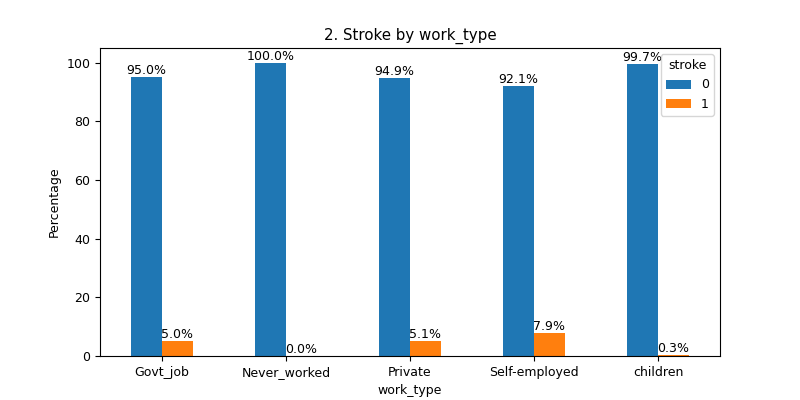 2. Stroke by work_type
stroke
0
1
Percentage
100
80
60
40
20
0
95.0%
5.0%
100.0%
0.0%
94.9%
5.1%
92.1%
7.9%
99.7%
0.3%
Govt_job
Never_worked
Private
Self-employed
children
work_type